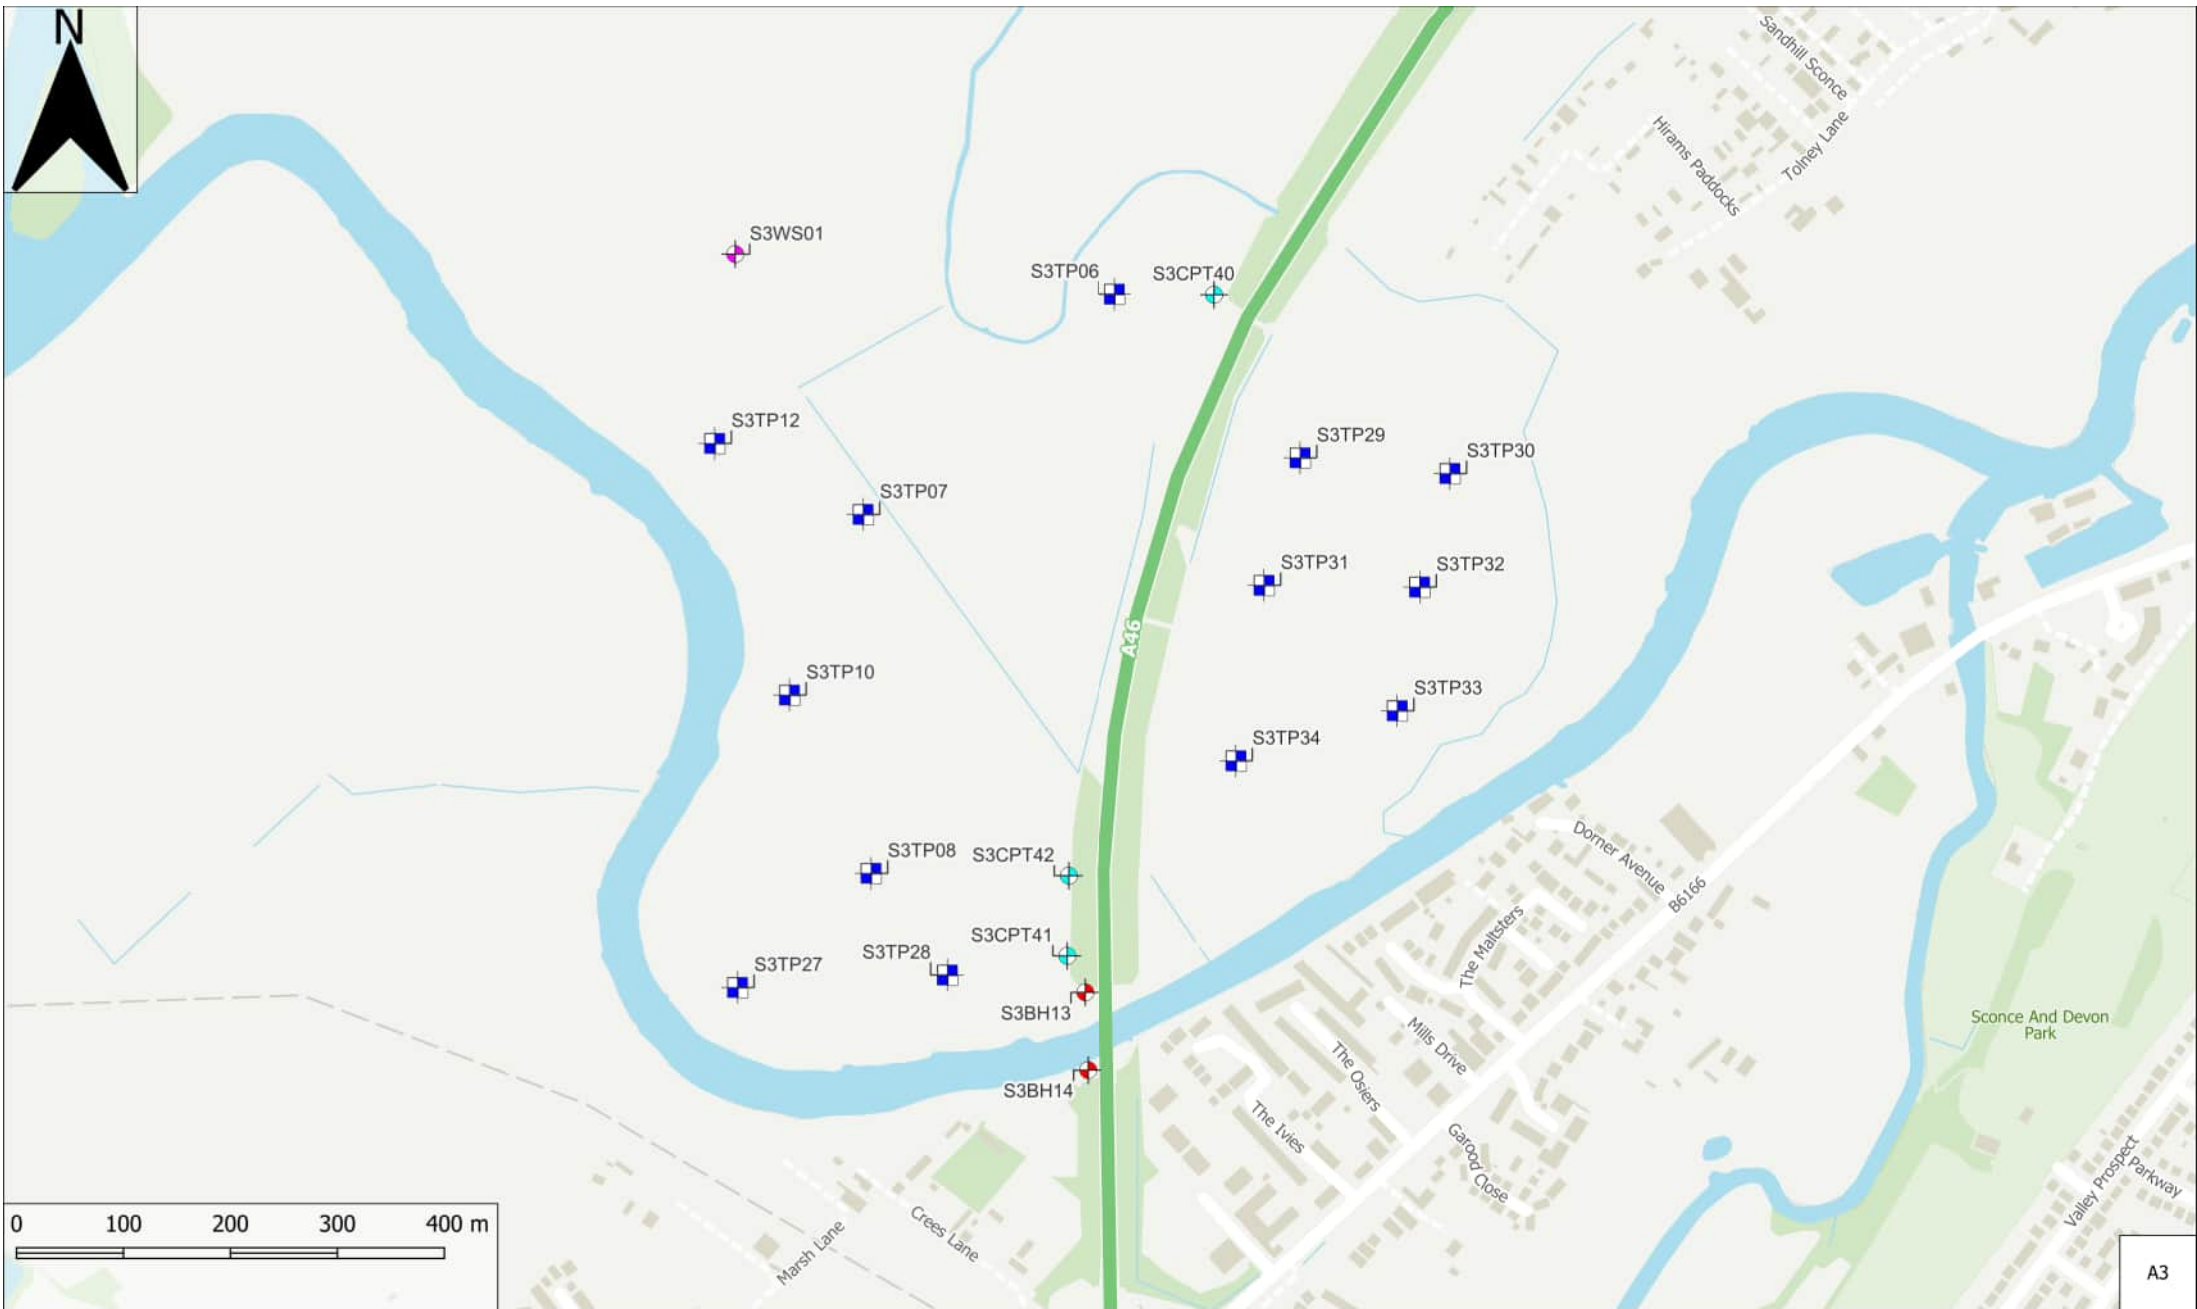 N
Sandhill Sconce
Hirams Paddocks
Tolney Lane
S3WS01
S3TP06
S3CPT40
S3TP12
S3TP29
S3TP30
S3TP07
S3TP31
S3TP32
A46
S3TP10
S3TP33
S3TP34
S3TP08
S3CPT42
Dorner Avenue
B6166
The Maltsters
S3CPT41
S3TP28
S3TP27
S3BH13
Sconce And Devon
Park
Mills Drive
The Osiers
S3BH14
The Ivies
Garood Close
Valley Prospect
Parkway
Crees Lane
Marsh Lane
0 100 200 300 400 m
A3